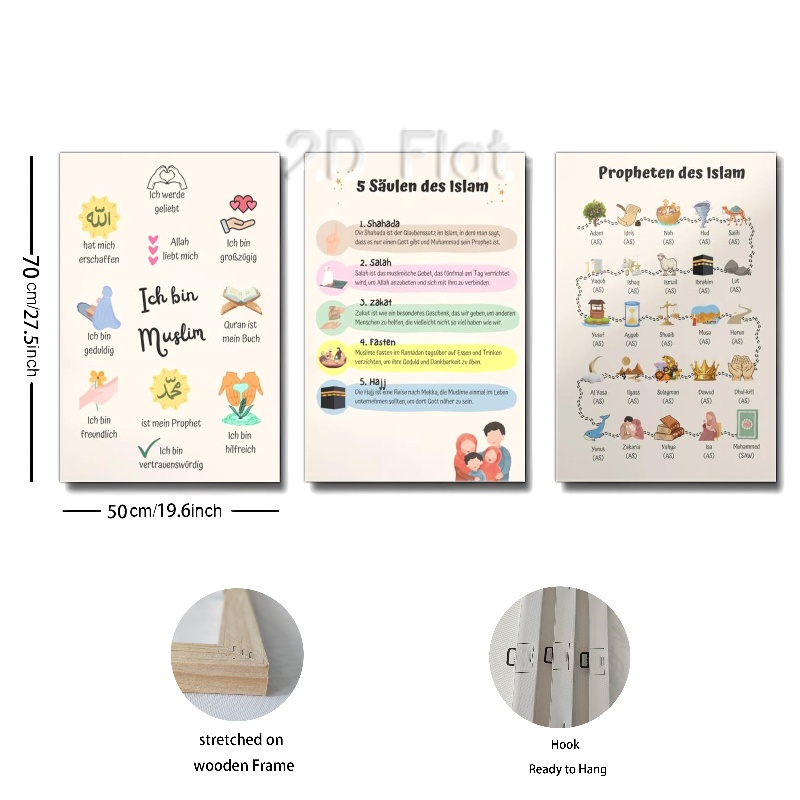 2D Flat
Ich werde
geliebt
الله
hat mich
erschaffen
Allah
liebt mich
Ich bin
großzügig
Ich bin
geduldig
Ich bin
Muslim
Quran ist
mein Buch
Ich bin
freundlich
محمد
ist mein Prophet
Ich bin
hilfreich
Ich bin
vertrauenswürdig
5 Säulen des Islam
1. Shahada
Die Shahada ist der Glaubenssatz im Islam, in dem man sagt,
dass es nur einen Gott gibt und Muhammad sein Prophet ist.
2. Salah
Salah ist das muslimische Gebet, das fünfmal am Tag verrichtet
wird, um Allah anzubeten und sich mit ihm zu verbinden.
3. zakat
Zakat ist wie ein besonderes Geschenk, das wir geben, um anderen
Menschen zu helfen, die vielleicht nicht so viel haben wie wir.
4. Fasten
Muslime fasten im Ramadan tagsüber auf Essen und Trinken
verzichten, um ihre Geduld und Dankbarkeit zu üben.
5. Hajj
Die Hajj ist eine Reise nach Mekka, die Muslime einmal im Leben
unternehmen sollten, um dort Gott näher zu sein.
Propheten des Islam
Adam Idris Nuh Hud Salih
(AS) (AS) (AS) (AS) (AS)
Yaqub Ishaq Ismail Ibrahim Lut
(AS) (AS) (AS) (AS) (AS)
Yusuf Ayyub Shuaib Musa Harun
(AS) (AS) (AS) (AS) (AS)
Al Yasa Ilyass Sulayman Dawud Dhul-kifl
(AS) (AS) (AS) (AS) (AS)
Yunus Zakaria Yahya Isa Muhammed
(AS) (AS) (AS) (AS) (SAW)
70cm/27.5inch
50cm/19.6inch
stretched on
wooden Frame
Hook
Ready to Hang